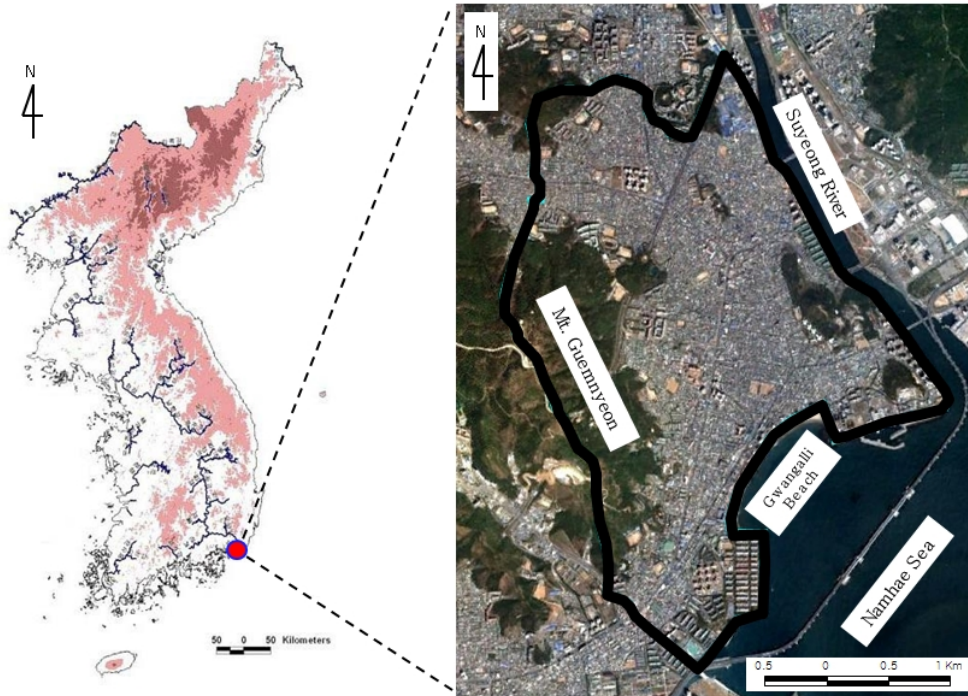 N
50 0 50 Kilometers
N
Suyeong River
Mt. Guemnyeon
Gwangalli
Beach
Namhae Sea
0.5 0 0.5 1 Km